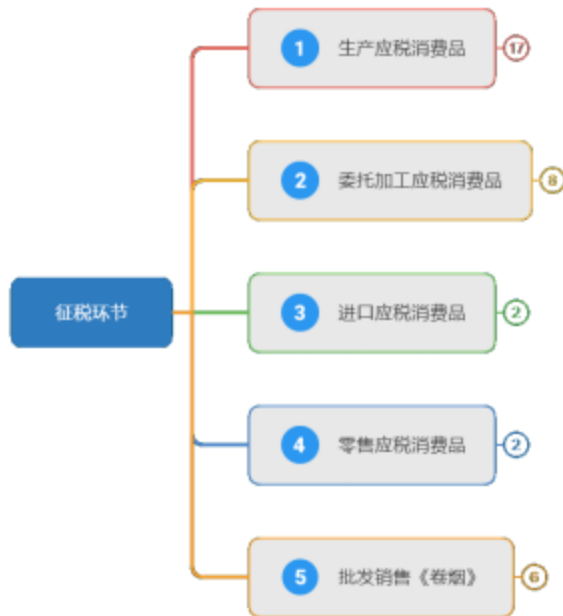 1 生产应税消费品 17
2 委托加工应税消费品 8
征税环节
3 进口应税消费品 2
4 零售应税消费品 2
5 批发销售《卷烟》 6